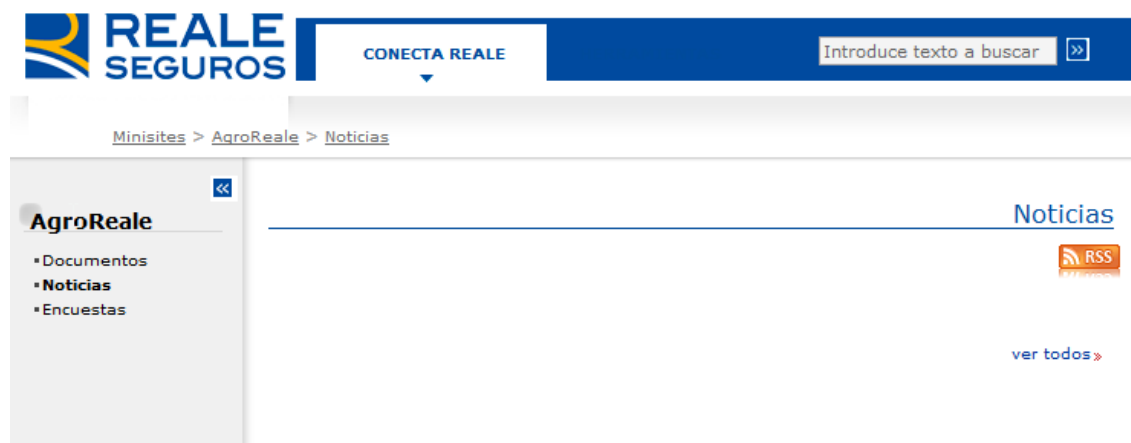 REALE
SEGUROS
CONECTA REALE
Introduce texto a buscar
Minisites > AgroReale > Noticias
AgroReale
Documentos
Noticias
Encuestas
Noticias
RSS
ver todos